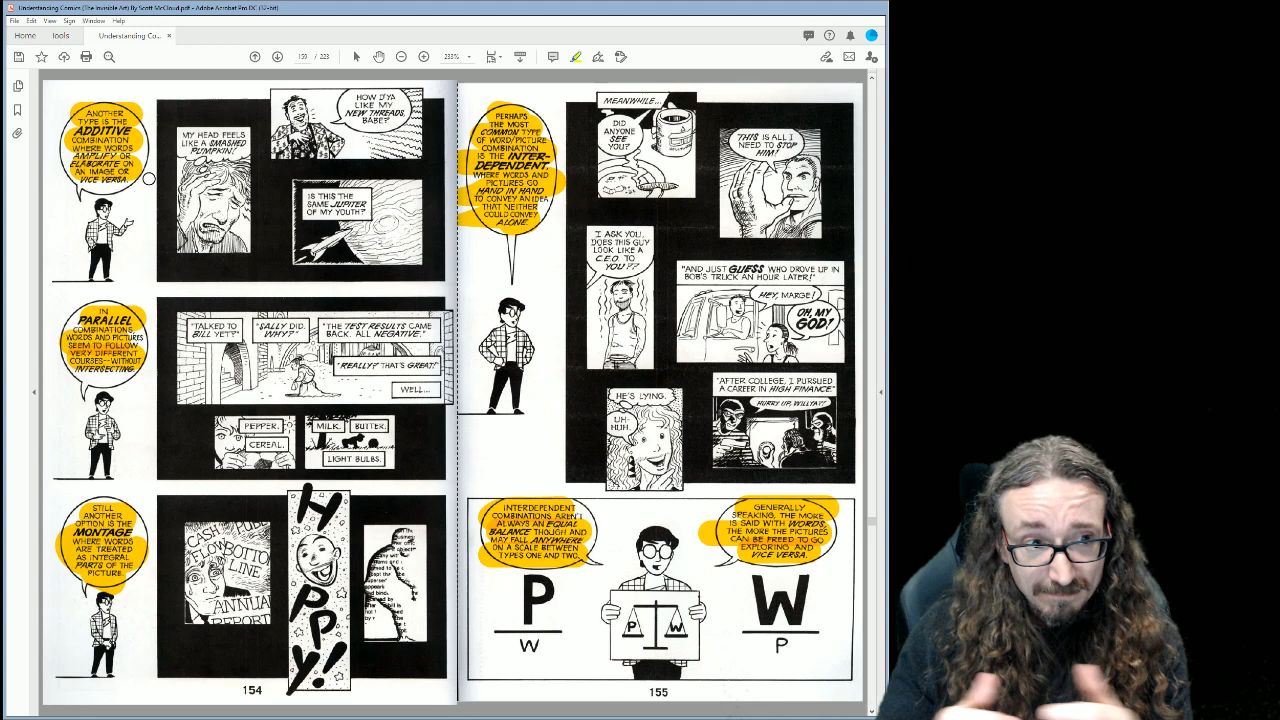 Understanding Comics (The Invisible Art) By Scott McCloud.pdf - Adobe Acrobat Pro DC (32-bit)
File Edit View Sign Window Help
Home Tools Understanding Co... ×
159 / 223 233%
ANOTHER
TYPE IS THE
ADDITIVE
COMBINATION
WHERE WORDS
AMPLIFY OR
ELABORATE ON
AN IMAGE OR
VICE VERSA.
MY HEAD FEELS
LIKE A SMASHED
PUMPKIN!
HOW D'YA
LIKE MY
NEW THREADS,
BABE?
IS THIS THE
SAME JUPITER
OF MY YOUTH?
IN
PARALLEL
COMBINATIONS,
WORDS AND PICTURES
SEEM TO FOLLOW
VERY DIFFERENT
COURSES--WITHOUT
INTERSECTING.
"TALKED TO
BILL YET?"
"SALLY DID.
WHY?"
"THE TEST RESULTS CAME
BACK. ALL NEGATIVE."
"REALLY? THAT'S GREAT!"
WELL...
PEPPER.
CEREAL.
MILK.
BUTTER.
LIGHT BULBS.
STILL
ANOTHER
OPTION IS THE
MONTAGE
WHERE WORDS
ARE TREATED
AS INTEGRAL
PARTS OF THE
PICTURE.
CASH
FLOW
BOTTOM
LINE
ANNUAL
REPORT
HAPPY!
154
PERHAPS
THE MOST
COMMON TYPE
OF WORD/PICTURE
COMBINATION
IS THE INTER-
DEPENDENT,
WHERE WORDS AND
PICTURES GO
HAND IN HAND
TO CONVEY AN IDEA
THAT NEITHER
COULD CONVEY
ALONE.
MEANWHILE...
DID
ANYONE
SEE
YOU?
THIS IS ALL I
NEED TO STOP
HIM!
I ASK YOU,
DOES THIS GUY
LOOK LIKE A
C.E.O. TO
YOU??
"AND JUST GUESS WHO DROVE UP IN
BOB'S TRUCK AN HOUR LATER!"
HEY, MARGE!
OH, MY
GOD!
HE'S LYING.
UH-
HUH.
"AFTER COLLEGE, I PURSUED
A CAREER IN HIGH FINANCE."
HURRY UP, WILLYA?!
INTERDEPENDENT
COMBINATIONS AREN'T
ALWAYS AN EQUAL
BALANCE THOUGH AND
MAY FALL ANYWHERE
ON A SCALE BETWEEN
TYPES ONE AND TWO.
GENERALLY
SPEAKING, THE MORE
IS SAID WITH WORDS,
THE MORE THE PICTURES
CAN BE FREED TO GO
EXPLORING AND
VICE VERSA.
P
W
P W
W
P
155